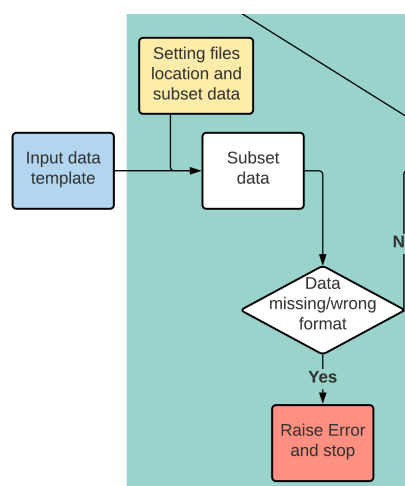 Setting files
location and
subset data
Input data
template
Subset
data
Data
missing/wrong
format
N
Yes
Raise Error
and stop